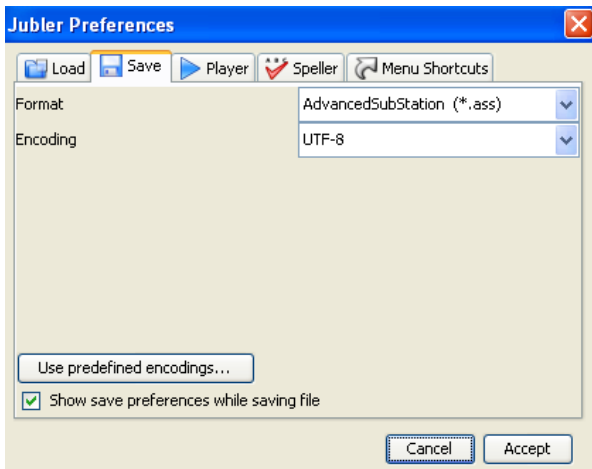 Jubler Preferences
Load Save Player Speller Menu Shortcuts
Format AdvancedSubStation (*.ass)
Encoding UTF-8
Use predefined encodings...
Show save preferences while saving file
Cancel Accept